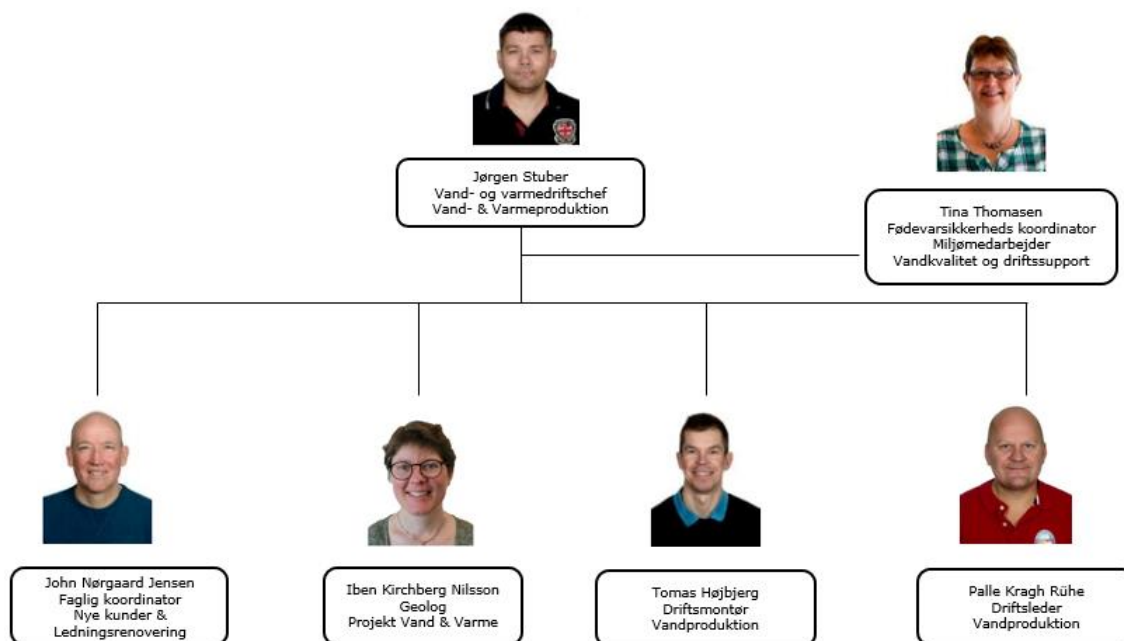 Jørgen Stuber
Vand- og varmedriftschef
Vand- & Varmeproduktion
Tina Thomasen
Fødevarsikkerheds koordinator
Miljømedarbejder
Vandkvalitet og driftssupport
John Nørgaard Jensen
Faglig koordinator
Nye kunder &
Ledningsrenovering
Iben Kirchberg Nilsson
Geolog
Projekt Vand & Varme
Tomas Højbjerg
Driftsmontør
Vandproduktion
Palle Kragh Rühe
Driftsleder
Vandproduktion